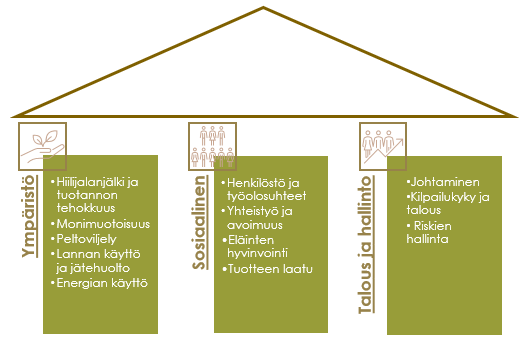 Ympäristö
• Hiilijalanjälki ja
tuotannon
tehokkuus
• Monimuotoisuus
• Peltoviljely
• Lannan käyttö
ja jätehuolto
• Energian käyttö
Sosiaalinen
• Henkilöstö ja
työolosuhteet
• Yhteistyö ja
avoimuus
• Eläinten
hyvinvointi
• Tuotteen laatu
Talous ja hallinto
• Johtaminen
• Kilpailukyky ja
talous
• Riskien
hallinta